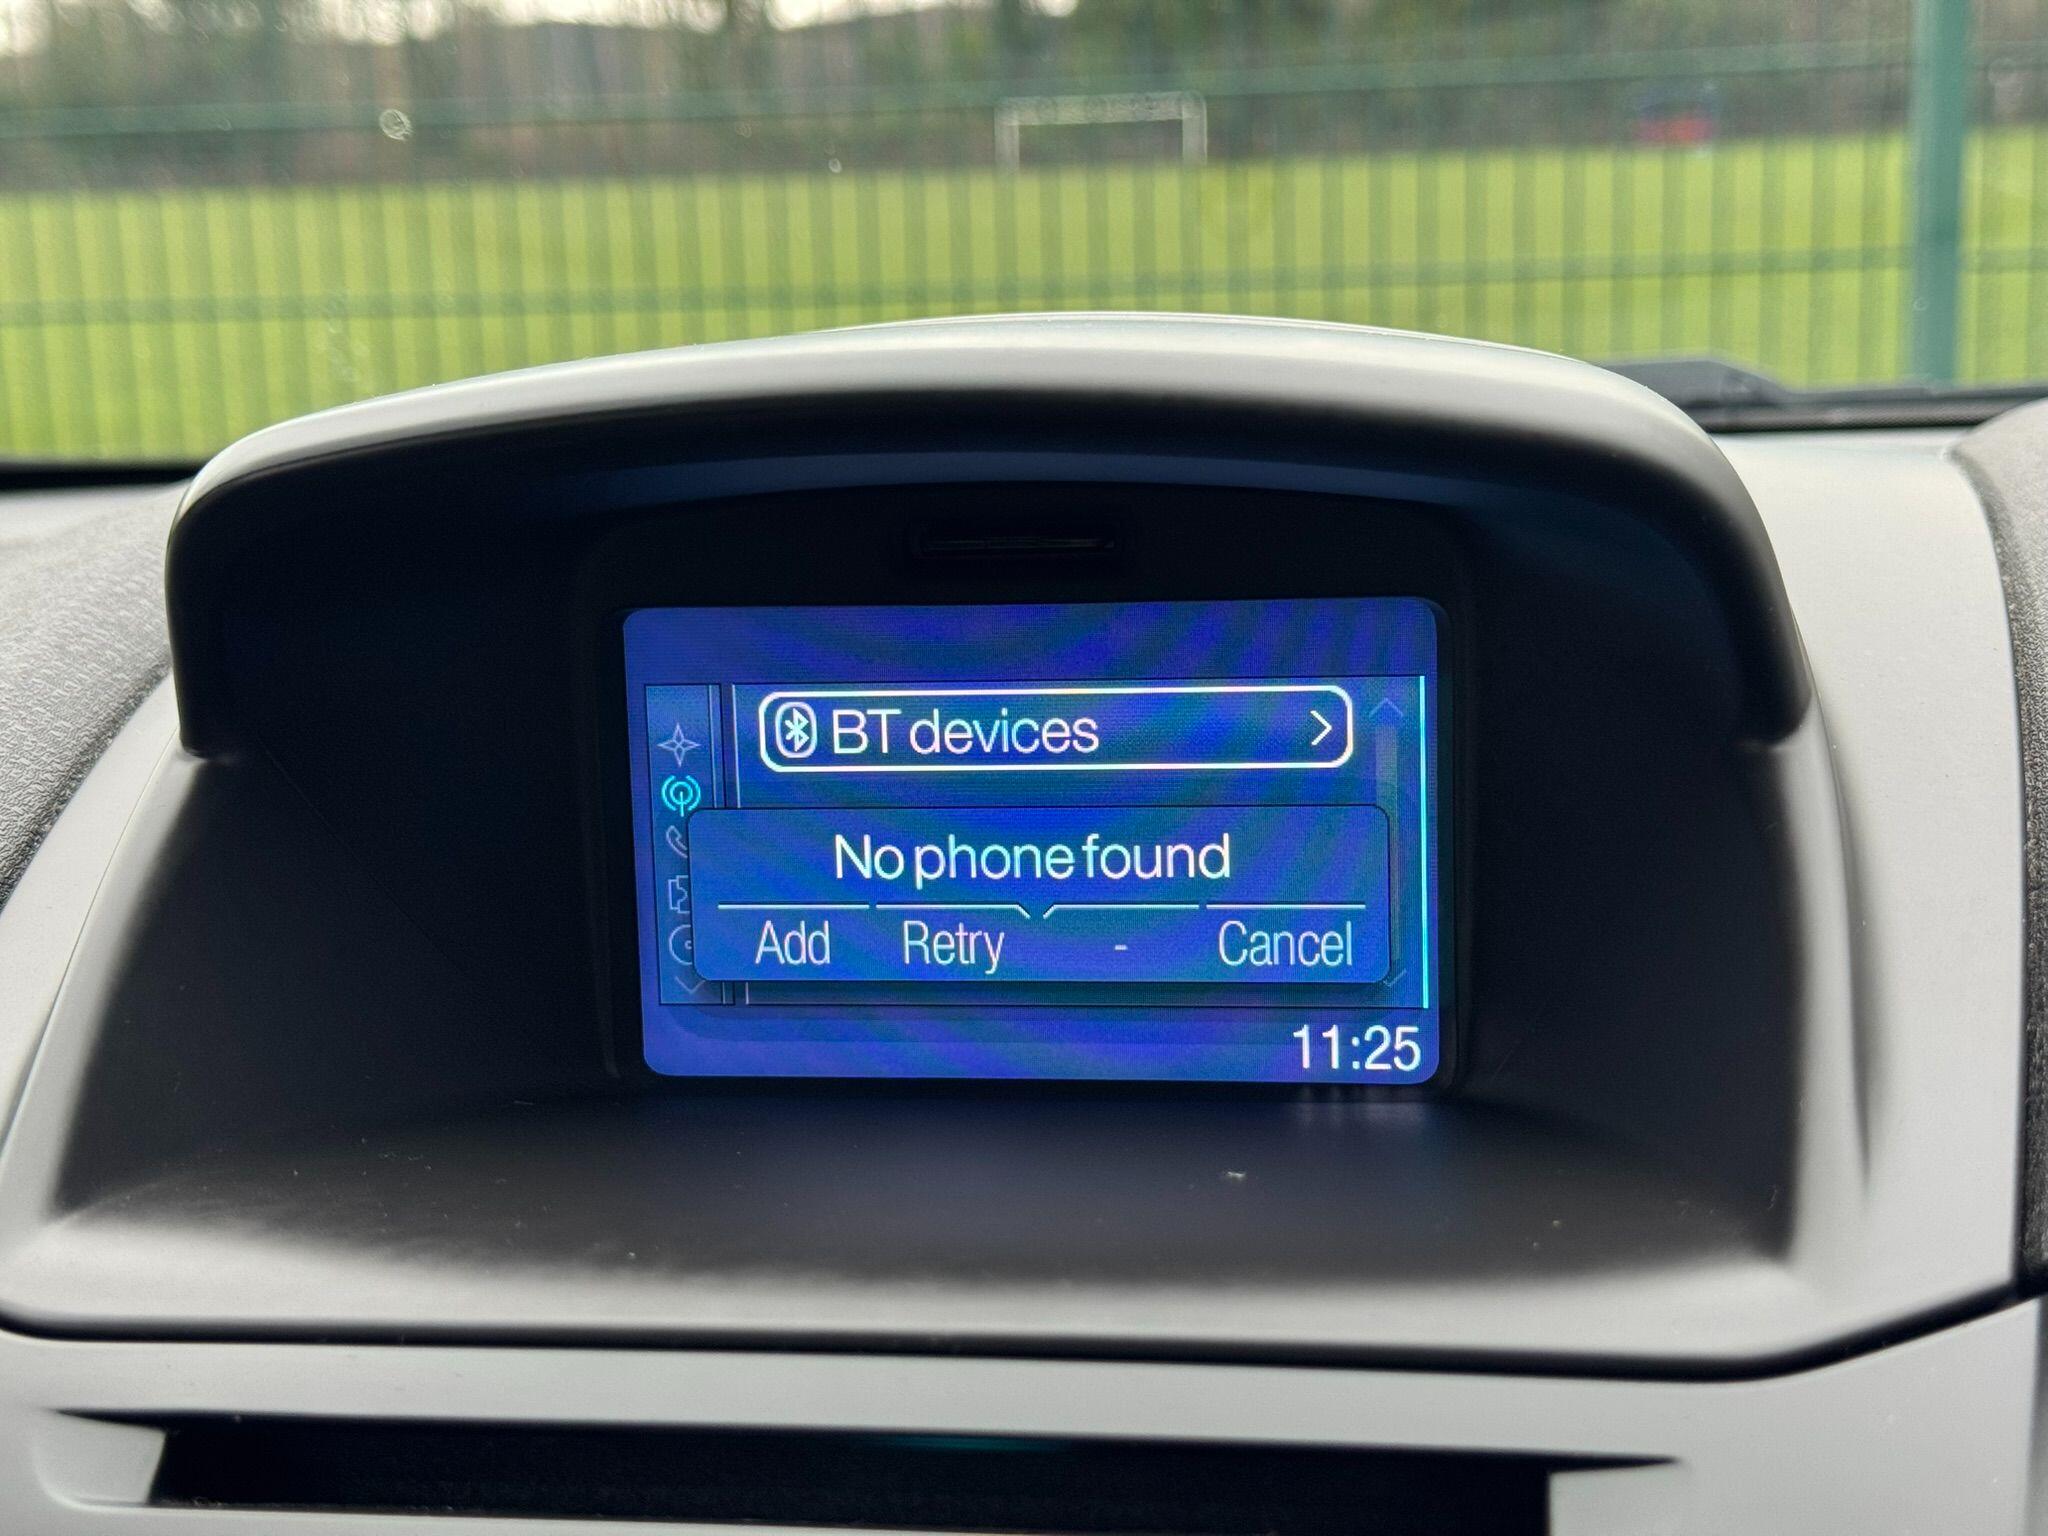 BT devices
No phone found
Add Retry - Cancel
11:25